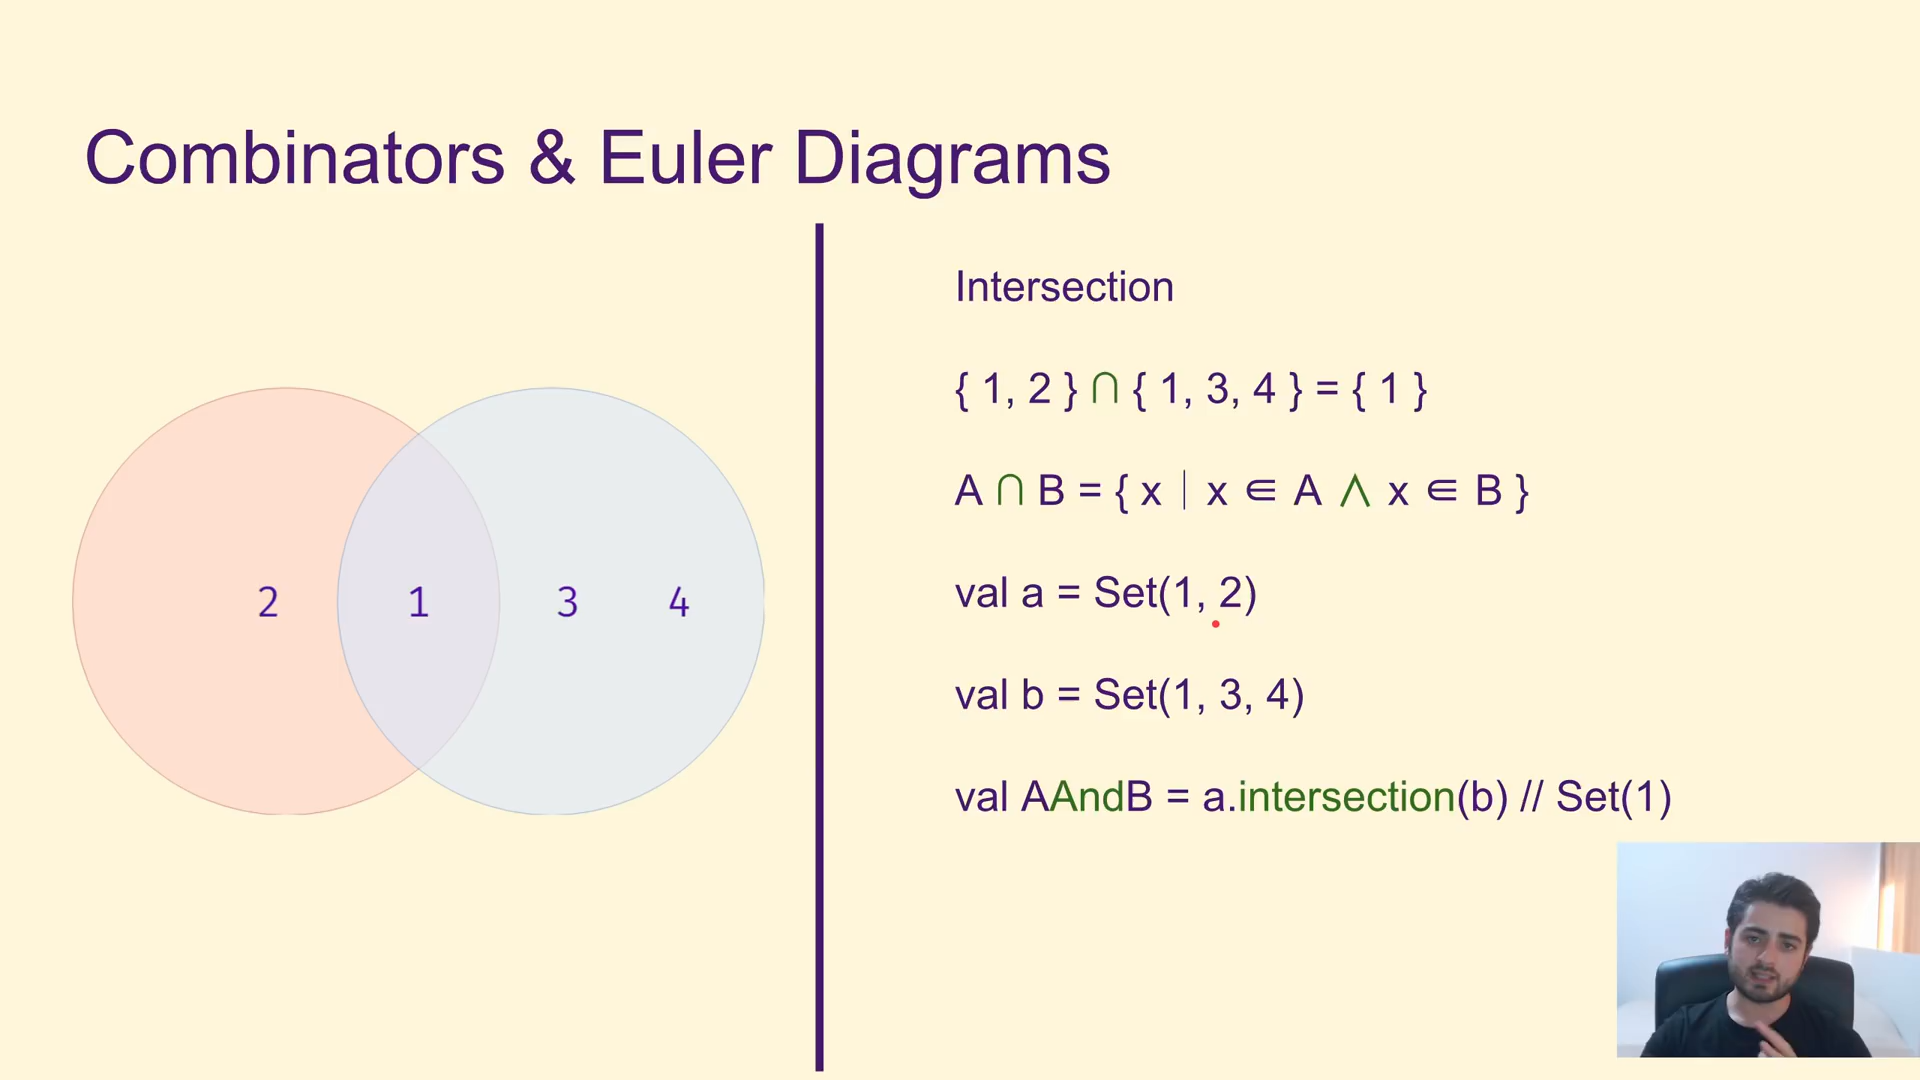 Combinators & Euler Diagrams
Intersection
{ 1, 2 } ∩ { 1, 3, 4 } = { 1 }
A ∩ B = { x | x ∈ A ∧ x ∈ B }
val a = Set(1, 2)
val b = Set(1, 3, 4)
val AAndB = a.intersection(b) // Set(1)
2 1 3 4